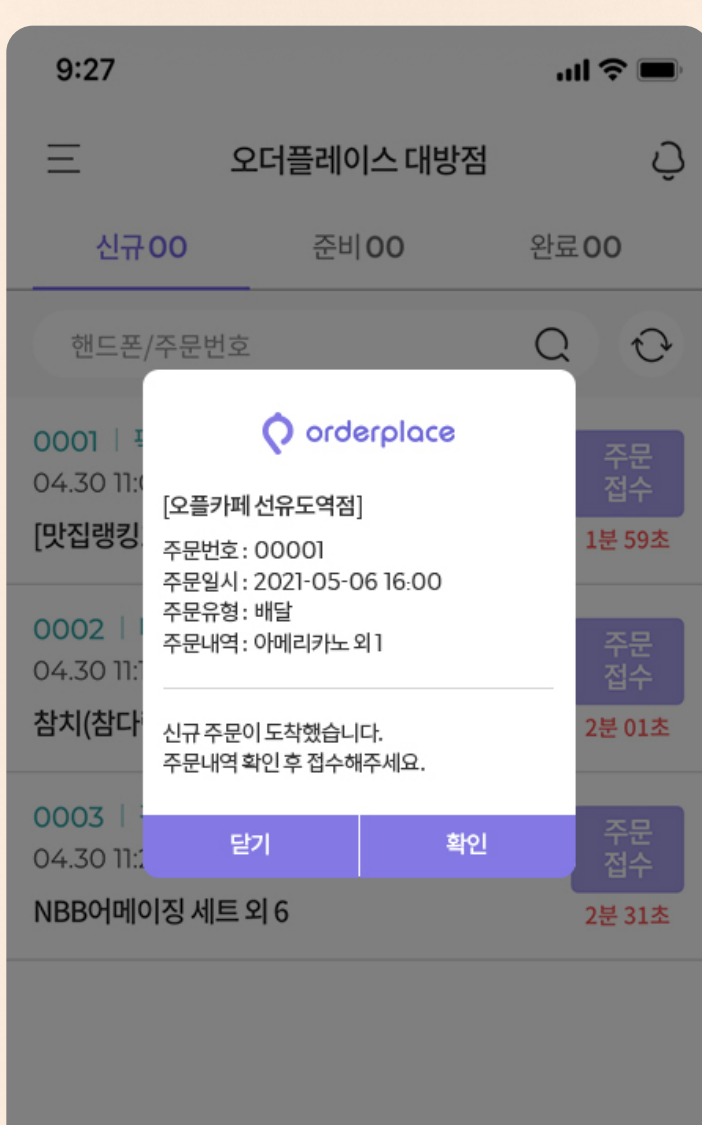 9:27
오더플레이스 대방점
신규 00 준비 00 완료 00
핸드폰/주문번호
orderplace
[오플카페 선유도역점]
주문번호 : 00001
주문일시 : 2021-05-06 16:00
주문유형 : 배달
주문내역 : 아메리카노 외 1
신규 주문이 도착했습니다.
주문내역 확인 후 접수해주세요.
닫기 확인
0001
04.30 11:
[맛집랭킹
주문
접수
1분 59초
0002
04.30 11:
참치(참다
주문
접수
2분 01초
0003
04.30 11:
NBB어메이징 세트 외 6
주문
접수
2분 31초